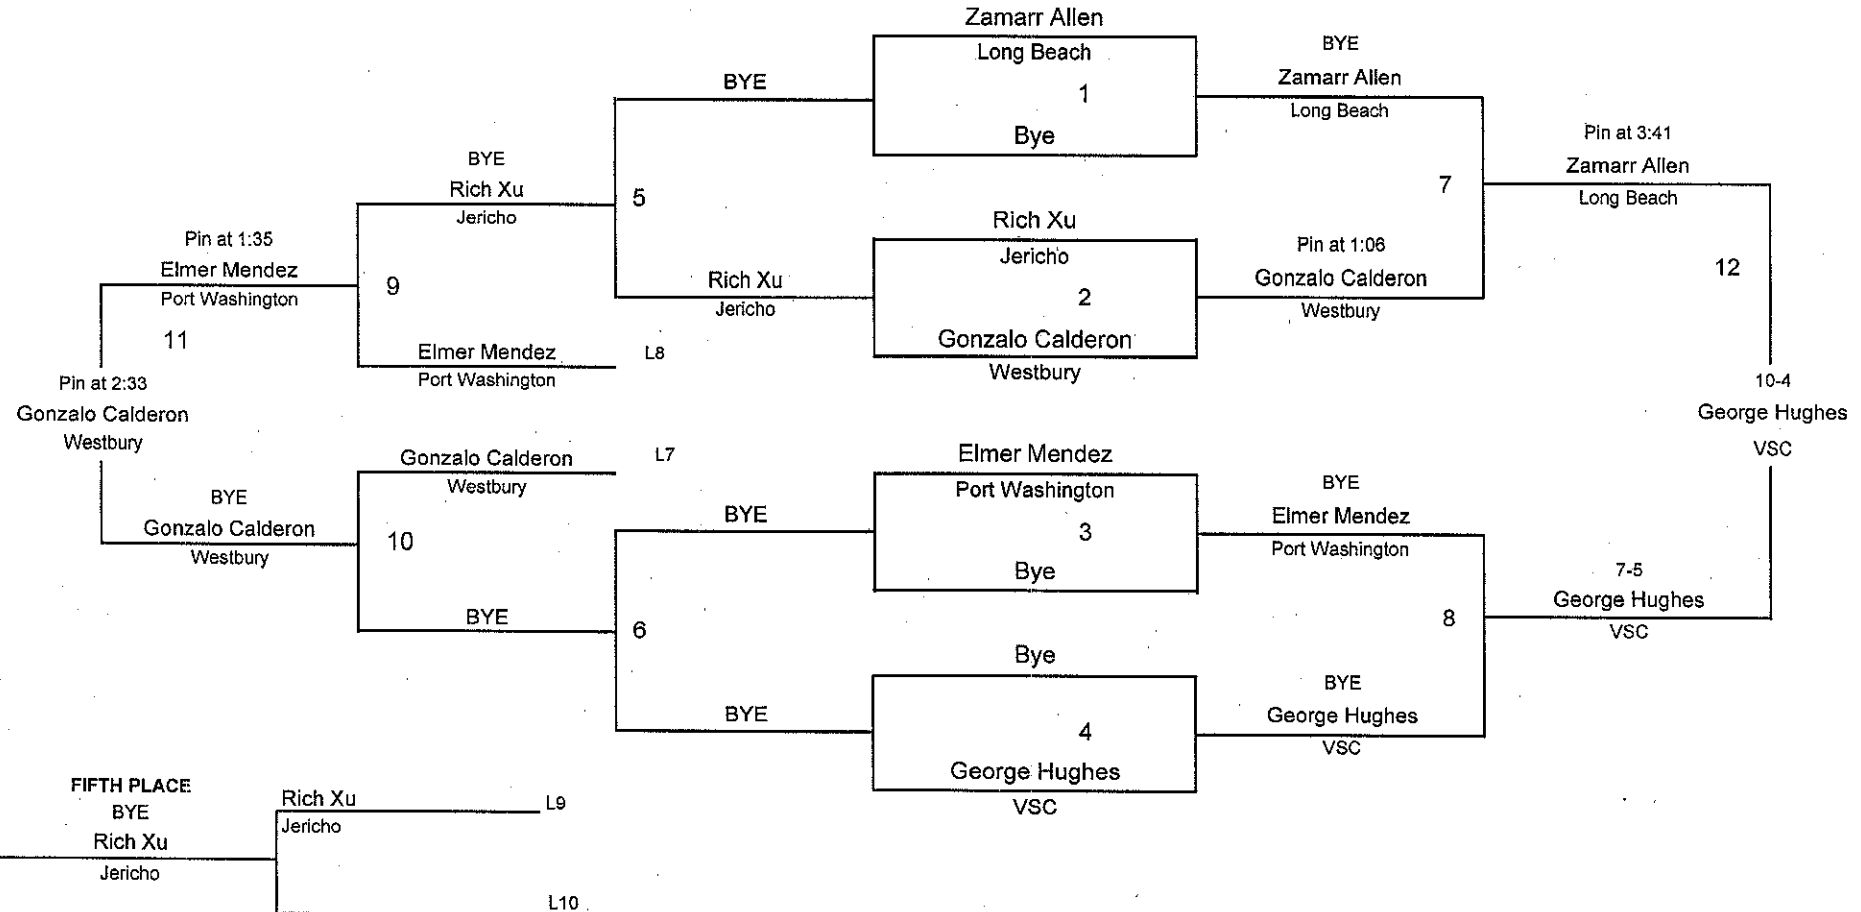 Zamarr Allen
Long Beach
1
Bye
BYE
Zamarr Allen
Long Beach
BYE
Rich Xu
Jericho
2
Gonzalo Calderon
Westbury
Pin at 1:06
Gonzalo Calderon
Westbury
Rich Xu
Jericho
5
BYE
Rich Xu
Jericho
7
Pin at 3:41
Zamarr Allen
Long Beach
12
Pin at 1:35
Elmer Mendez
Port Washington
9
Elmer Mendez
Port Washington
L8
11
Pin at 2:33
Gonzalo Calderon
Westbury
10-4
George Hughes
VSC
Gonzalo Calderon
Westbury
L7
BYE
Gonzalo Calderon
Westbury
10
BYE
BYE
6
BYE
Elmer Mendez
Port Washington
3
Bye
BYE
Elmer Mendez
Port Washington
Bye
4
George Hughes
VSC
BYE
George Hughes
VSC
8
7-5
George Hughes
VSC
FIFTH PLACE
BYE
Rich Xu
Jericho
Rich Xu
Jericho
L9
L10